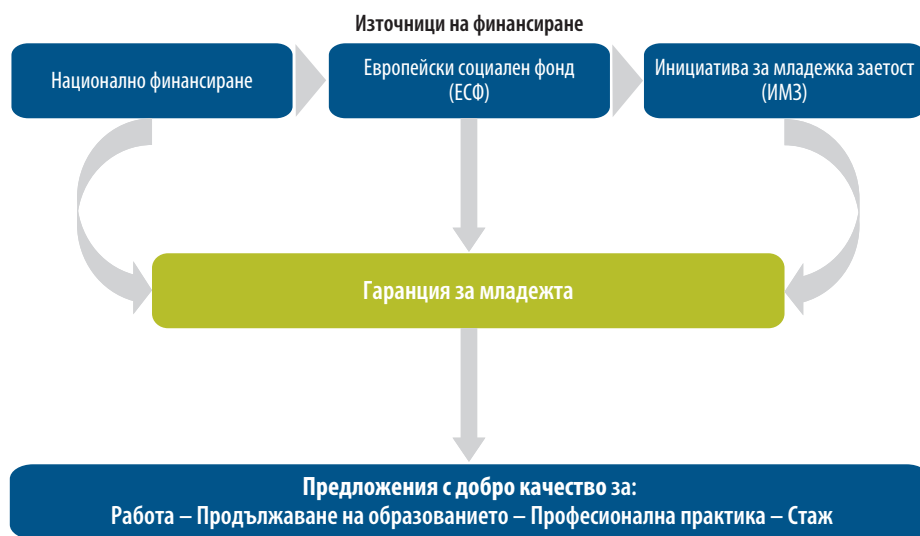 Източници на финансиране
Национално финансиране
Европейски социален фонд
(ЕСФ)
Инициатива за младежка заетост
(ИМЗ)
Гаранция за младежта
Предложения с добро качество за:
Работа – Продължаване на образованието – Професионална практика – Стаж